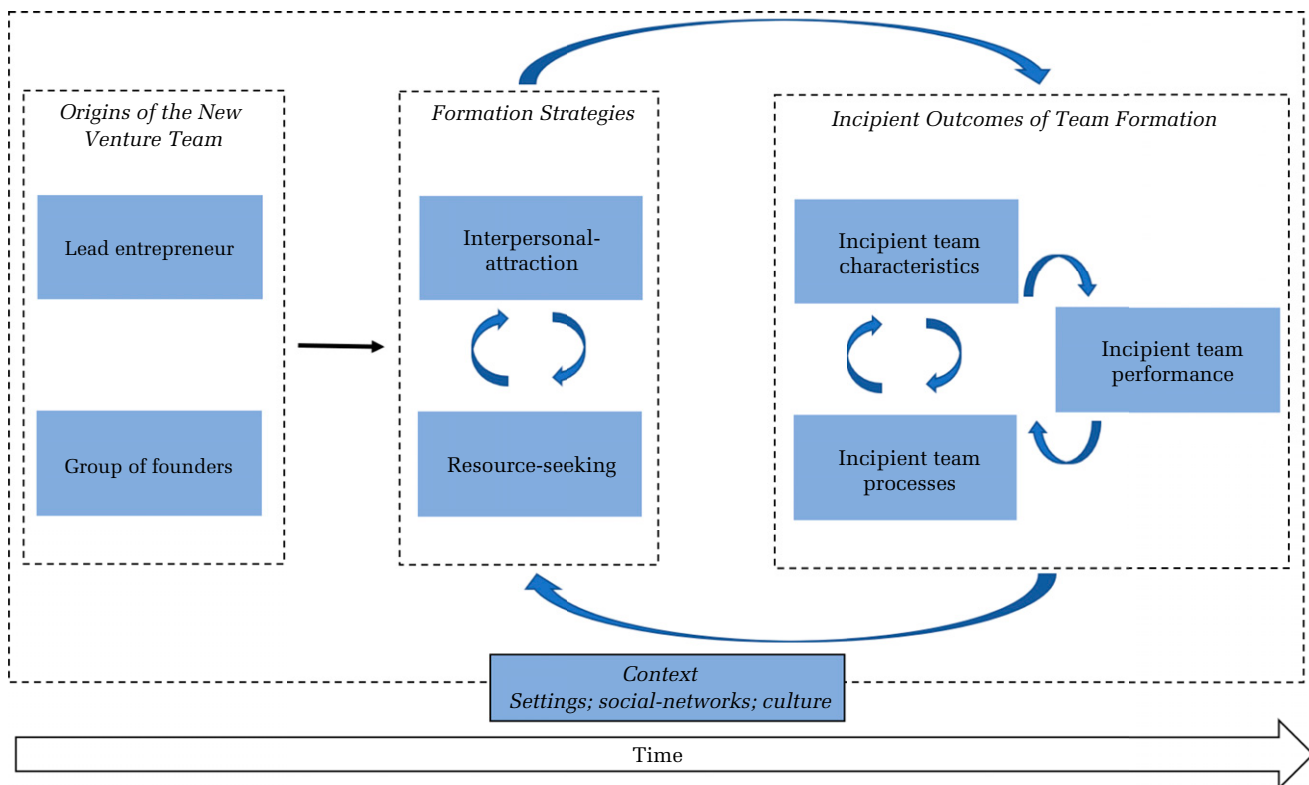 Origins of the New
Venture Team
Lead entrepreneur
Group of founders
Formation Strategies
Interpersonal-
attraction
Resource-seeking
Incipient Outcomes of Team Formation
Incipient team
characteristics
Incipient team
performance
Incipient team
processes
Context
Settings; social-networks; culture
Time